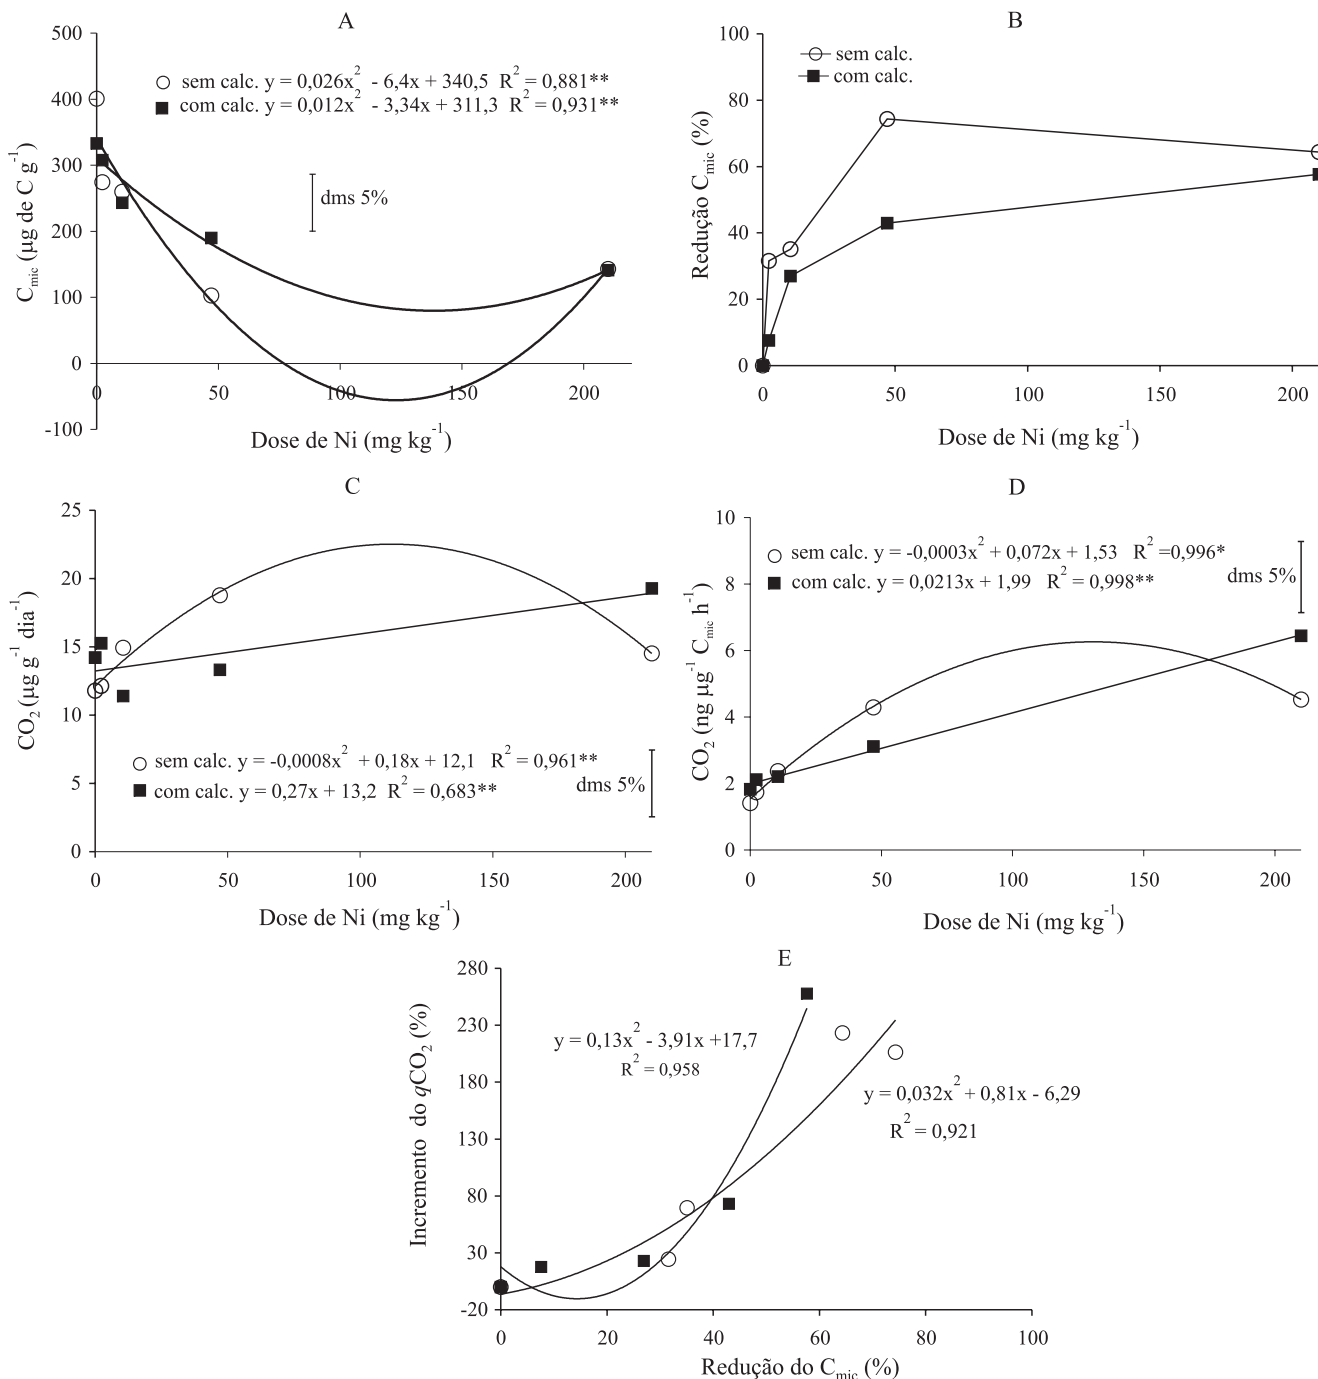 A
500
400
300
200
100
0
-100
C_mic (µg de C g⁻¹)
sem calc. y = 0,026x² - 6,4x + 340,5 R² = 0,881**
com calc. y = 0,012x² - 3,34x + 311,3 R² = 0,931**
dms 5%
0 50 100 150 200
Dose de Ni (mg kg⁻¹)
B
100
80
60
40
20
0
Redução C_mic (%)
sem calc.
com calc.
0 50 100 150 200
Dose de Ni (mg kg⁻¹)
C
25
20
15
10
5
0
CO₂ (µg g⁻¹ dia⁻¹)
sem calc. y = -0,0008x² + 0,18x + 12,1 R² = 0,961**
com calc. y = 0,27x + 13,2 R² = 0,683**
dms 5%
0 50 100 150 200
Dose de Ni (mg kg⁻¹)
D
10
8
6
4
2
0
CO₂ (ng µg⁻¹ C_mic h⁻¹)
sem calc. y = -0,0003x² + 0,072x + 1,53 R² =0,996*
com calc. y = 0,0213x + 1,99 R² = 0,998**
dms 5%
0 50 100 150 200
Dose de Ni (mg kg⁻¹)
E
280
230
180
130
80
30
-20
Incremento do qCO₂ (%)
y = 0,13x² - 3,91x +17,7
R² = 0,958
y = 0,032x² + 0,81x - 6,29
R² = 0,921
0 20 40 60 80 100
Redução do C_mic (%)